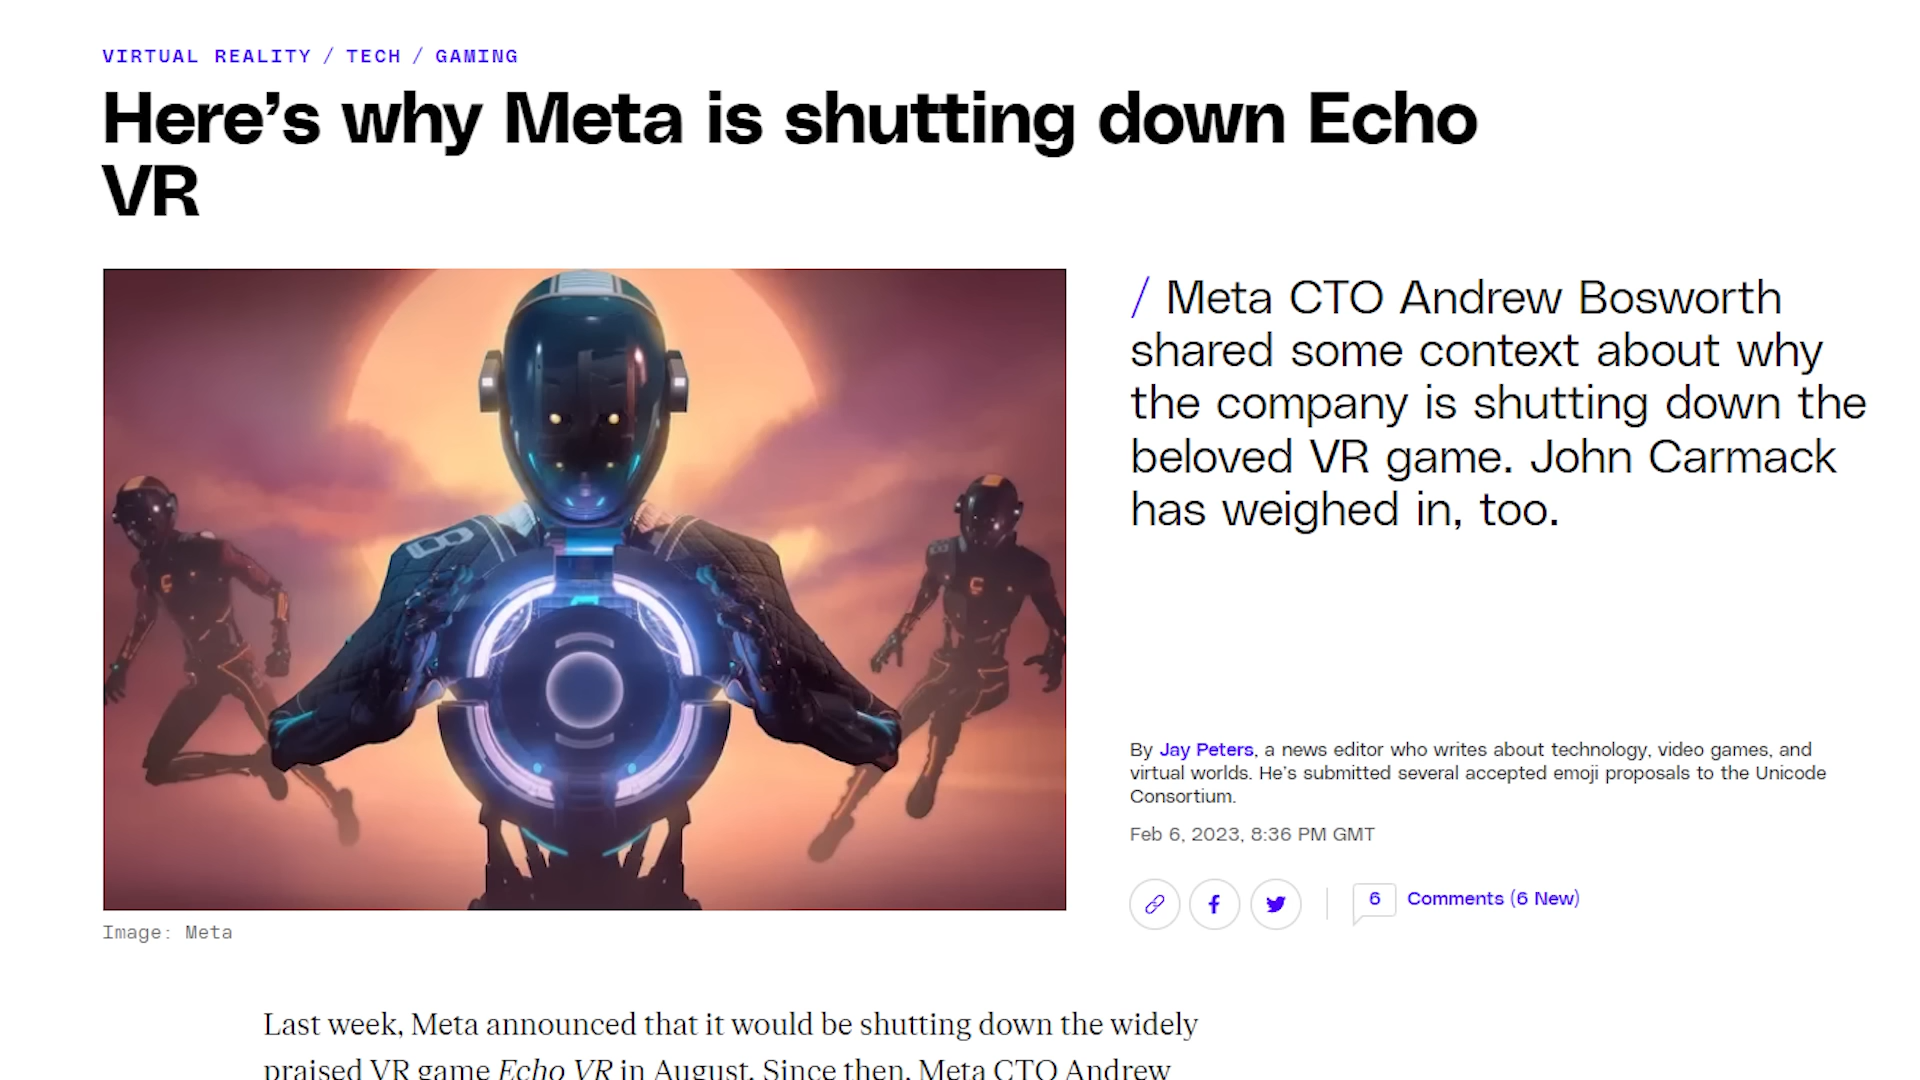 VIRTUAL REALITY / TECH / GAMING
Here’s why Meta is shutting down Echo
VR
/ Meta CTO Andrew Bosworth
shared some context about why
the company is shutting down the
beloved VR game. John Carmack
has weighed in, too.
By Jay Peters, a news editor who writes about technology, video games, and
virtual worlds. He’s submitted several accepted emoji proposals to the Unicode
Consortium.
Feb 6, 2023, 8:36 PM GMT
6 Comments (6 New)
Image: Meta
Last week, Meta announced that it would be shutting down the widely
praised VR game Echo VR in August. Since then, Meta CTO Andrew